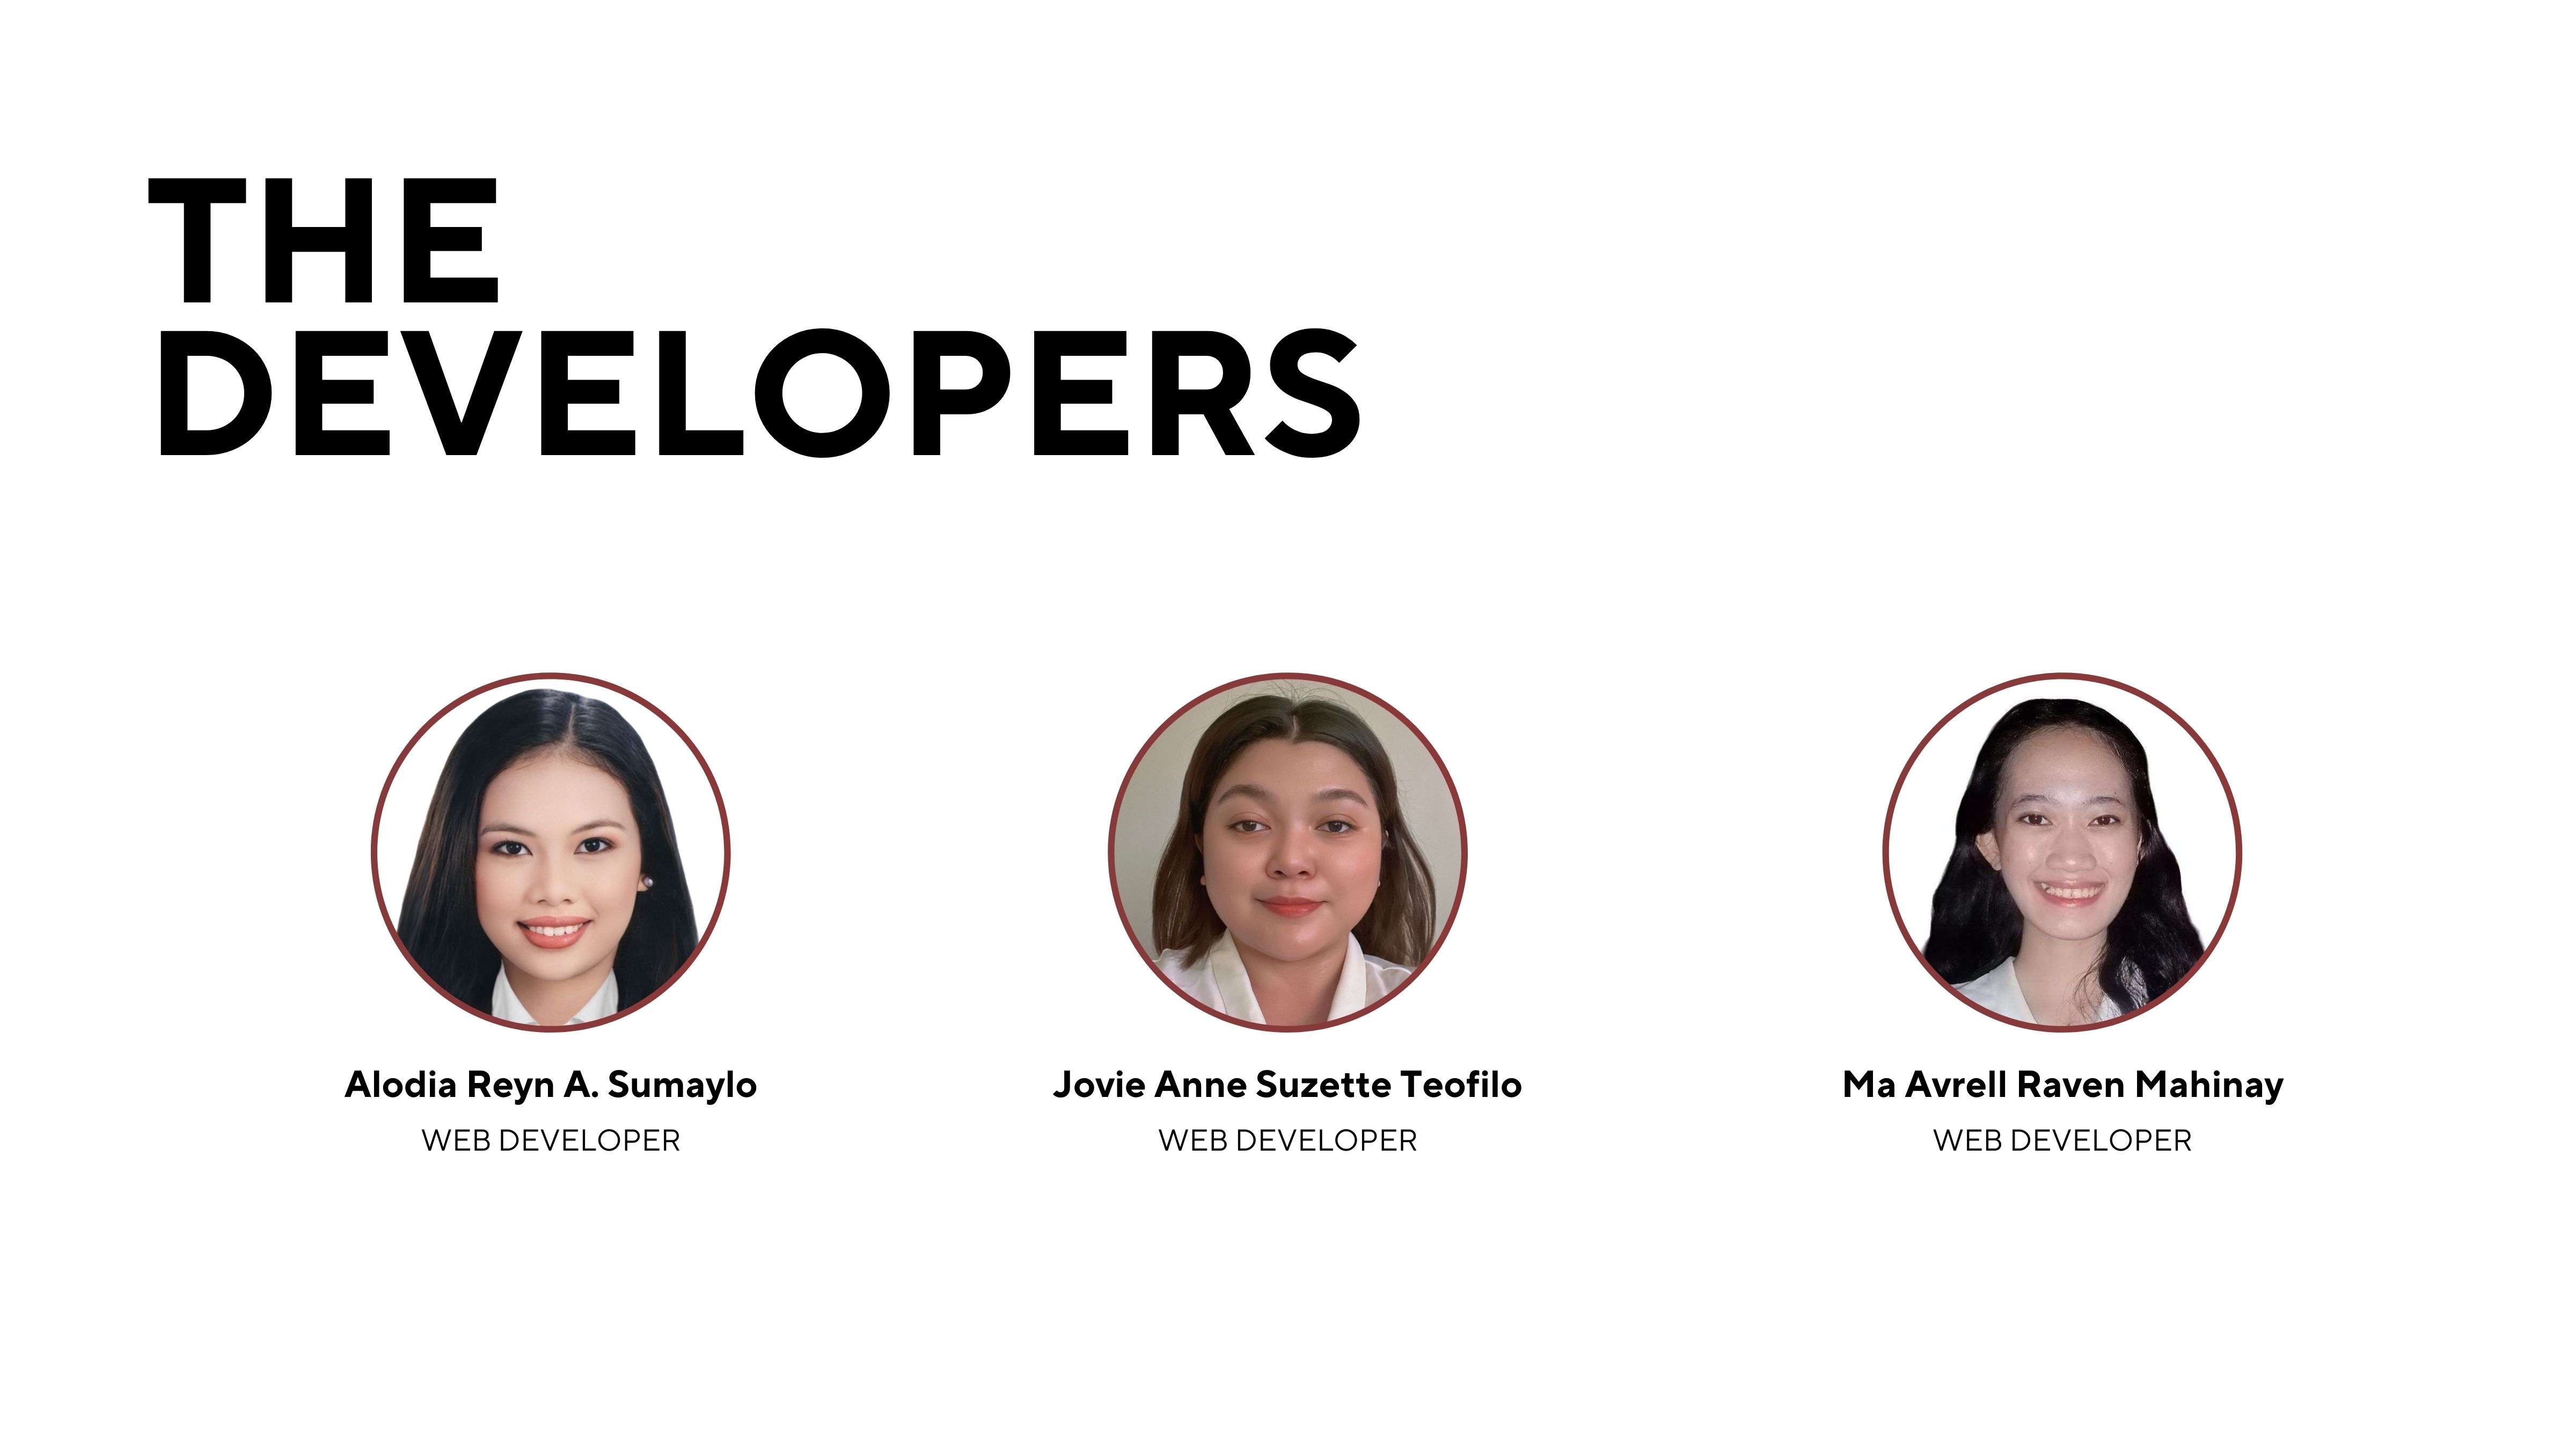 THE
DEVELOPERS
Alodia Reyn A. Sumaylo
WEB DEVELOPER
Jovie Anne Suzette Teofilo
WEB DEVELOPER
Ma Avrell Raven Mahinay
WEB DEVELOPER